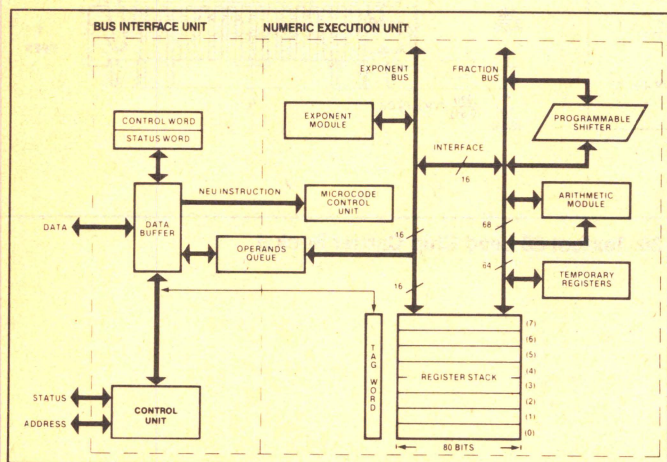 BUS INTERFACE UNIT
NUMERIC EXECUTION UNIT
EXPONENT
BUS
FRACTION
BUS
CONTROL WORD
STATUS WORD
EXPONENT
MODULE
PROGRAMMABLE
SHIFTER
INTERFACE
16
NEU INSTRUCTION
MICROCODE
CONTROL
UNIT
ARITHMETIC
MODULE
DATA
DATA
BUFFER
OPERANDS
QUEUE
16
68
64
TEMPORARY
REGISTERS
16
TAG WORD
REGISTER STACK
(7)
(6)
(5)
(4)
(3)
(2)
(1)
(0)
STATUS
ADDRESS
CONTROL
UNIT
80 BITS